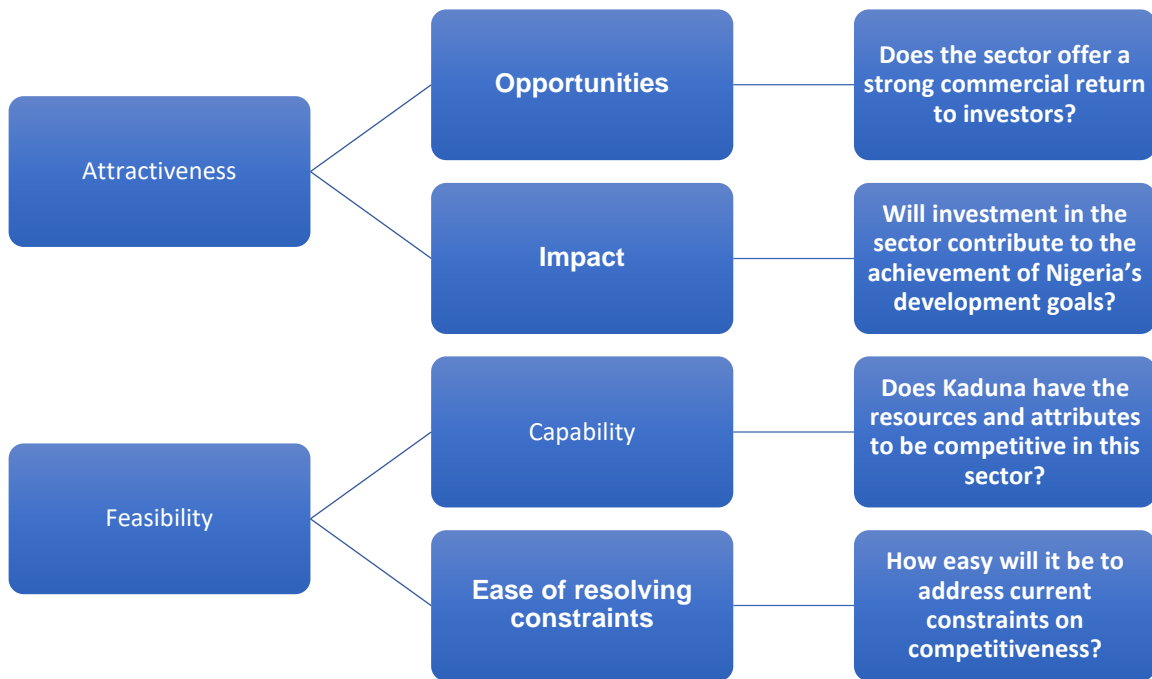 Attractiveness
Opportunities
Does the sector offer a
strong commercial return
to investors?
Impact
Will investment in the
sector contribute to the
achievement of Nigeria’s
development goals?
Feasibility
Capability
Does Kaduna have the
resources and attributes
to be competitive in this
sector?
Ease of resolving
constraints
How easy will it be to
address current
constraints on
competitiveness?